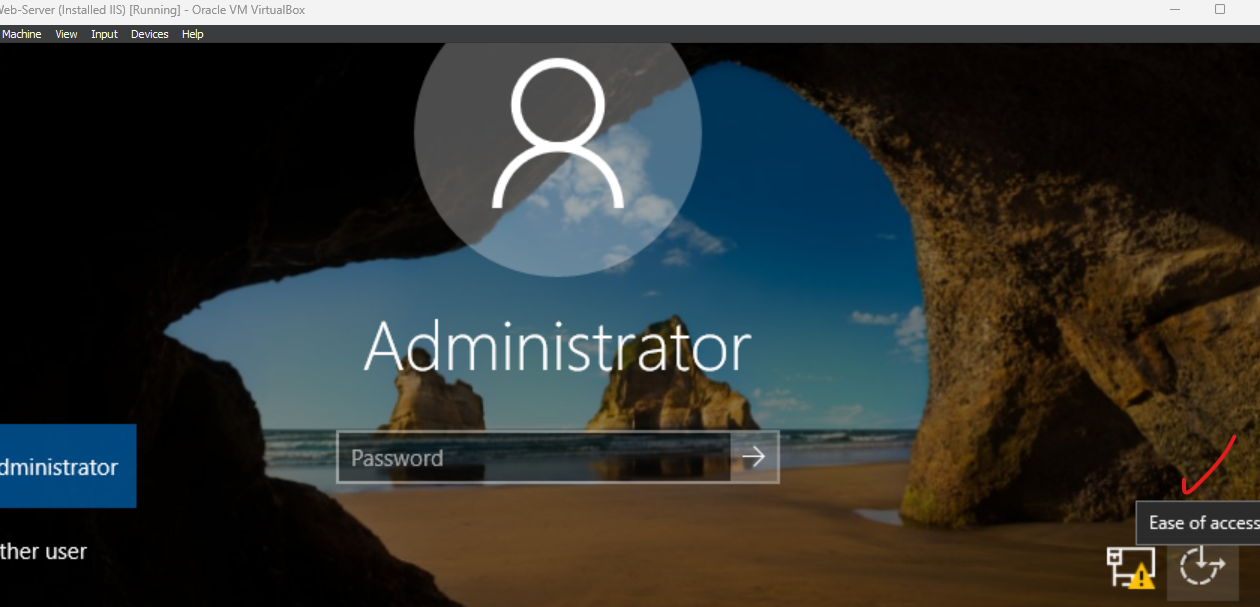 Web-Server (Installed IIS) [Running] - Oracle VM VirtualBox
Machine View Input Devices Help
Administrator
Password
dministrator
ther user
Ease of access